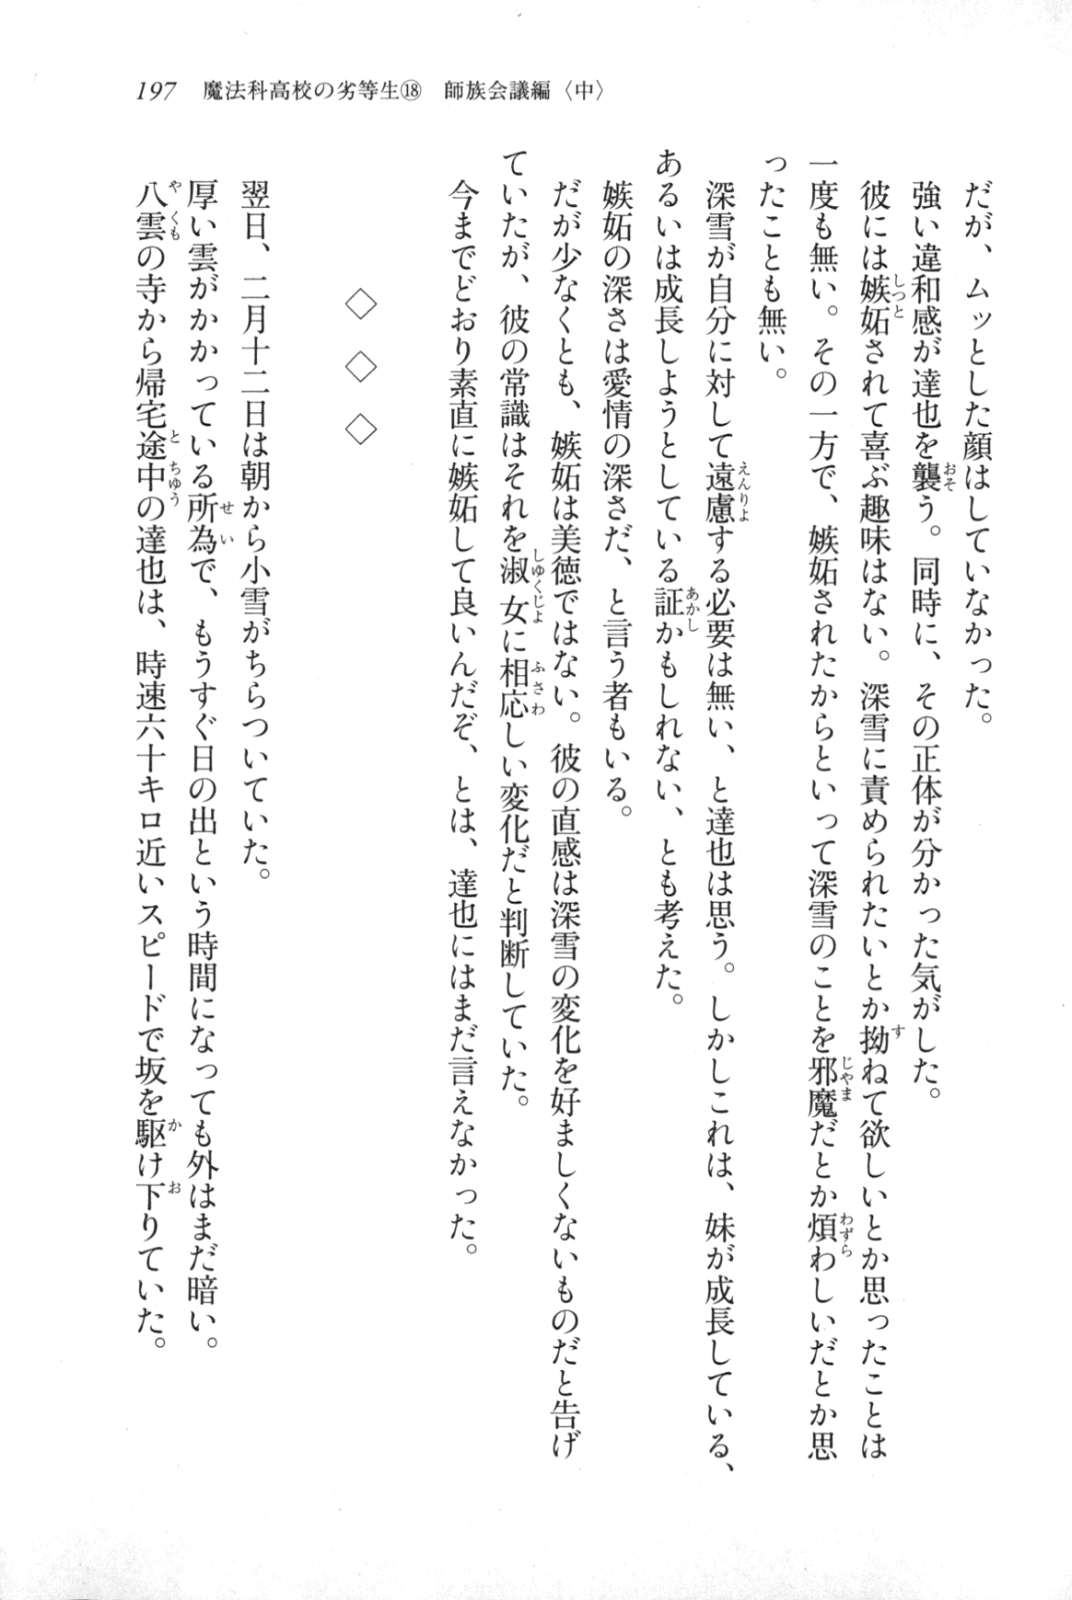 197　魔法科高校の劣等生⑱　師族会議編〈中〉
だが、ムッとした顔はしていなかった。
強い違和感が達也を襲う。同時に、その正体が分かった気がした。
彼には嫉妬されて喜ぶ趣味はない。深雪に責められたいとか拗ねて欲しいとか思ったことは
一度も無い。その一方で、嫉妬されたからといって深雪のことを邪魔だとか煩わしいだとか思
ったことも無い。
深雪が自分に対して遠慮する必要は無い、と達也は思う。しかしこれは、妹が成長している、
あるいは成長しようとしている証かもしれない、とも考えた。
嫉妬の深さは愛情の深さだ、と言う者もいる。
だが少なくとも、嫉妬は美徳ではない。彼の直感は深雪の変化を好ましくないものだと告げ
ていたが、彼の常識はそれを淑女に相応しい変化だと判断していた。
今までどおり素直に嫉妬して良いんだぞ、とは、達也にはまだ言えなかった。
◇　◇　◇
翌日、二月十二日は朝から小雪がちらついていた。
厚い雲がかかっている所為で、もうすぐ日の出という時間になっても外はまだ暗い。
八雲の寺から帰宅途中の達也は、時速六十キロ近いスピードで坂を駆け下りていた。